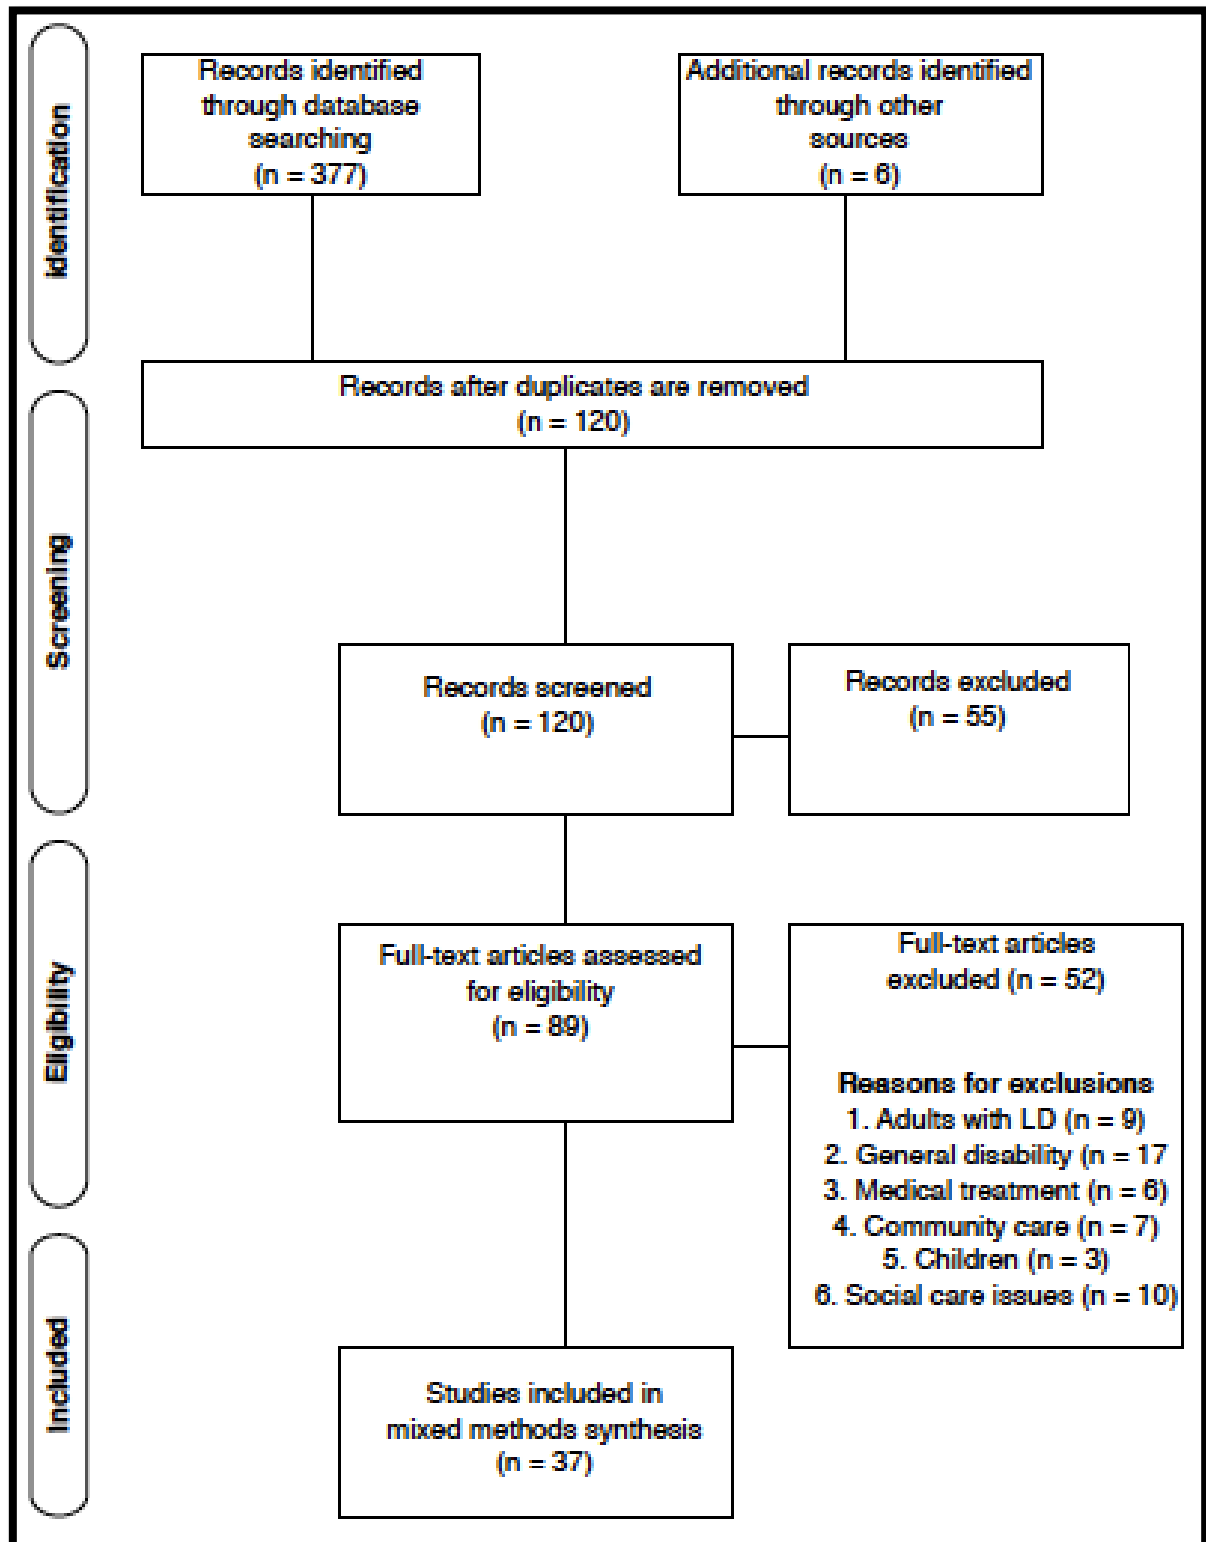 Identification
Records identified
through database
searching
(n = 377)
Additional records identified
through other
sources
(n = 6)
Records after duplicates are removed
(n = 120)
Screening
Records screened
(n = 120)
Records excluded
(n = 55)
Eligibility
Full-text articles assessed
for eligibility
(n = 89)
Full-text articles
excluded (n = 52)
Reasons for exclusions
1. Adults with LD (n = 9)
2. General disability (n = 17
3. Medical treatment (n = 6)
4. Community care (n = 7)
5. Children (n = 3)
6. Social care issues (n = 10)
Included
Studies included in
mixed methods synthesis
(n = 37)